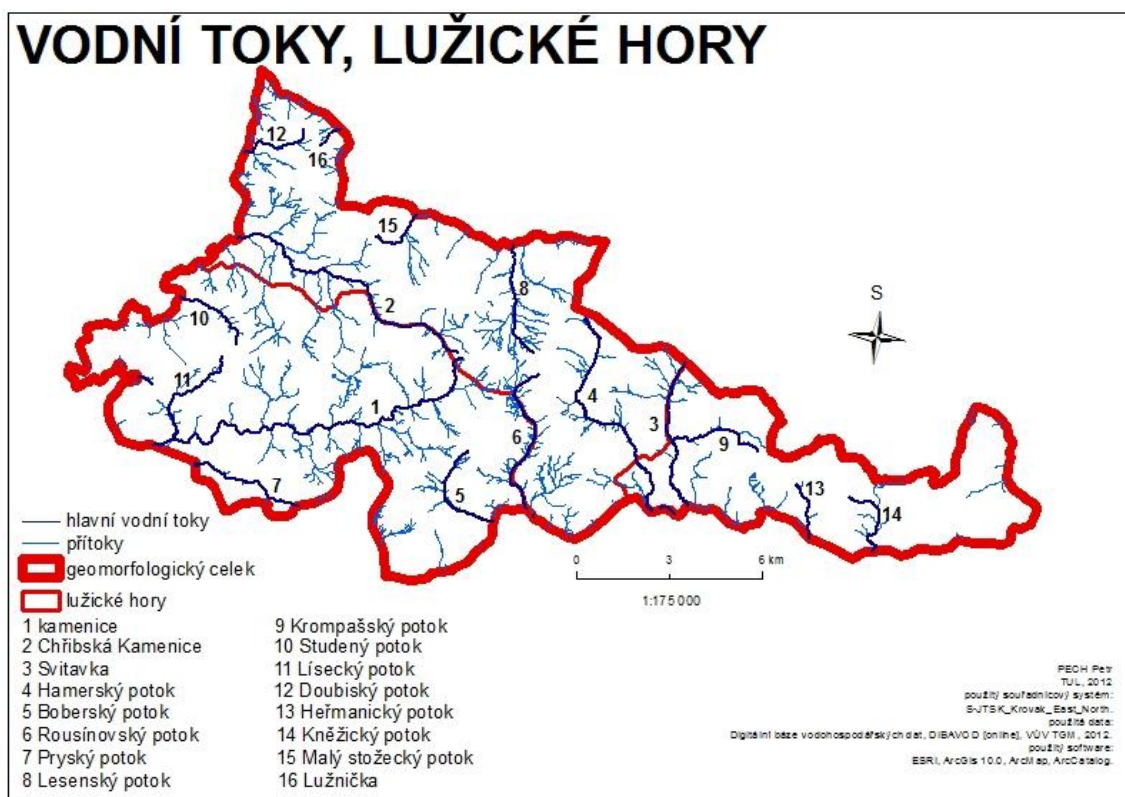 VODNÍ TOKY, LUŽICKÉ HORY
12
16
15
S
8
2
10
11
4
1
3
9
6
7
5
13
14
hlavní vodní toky
přítoky
geomorfologický celek
lužické hory
0 3 6 km
1:175 000
1 kamenice
2 Chřibská Kamenice
3 Svitavka
4 Hamerský potok
5 Boberský potok
6 Rousínovský potok
7 Pryský potok
8 Lesenský potok
9 Krompašský potok
10 Studený potok
11 Lísecký potok
12 Doubiský potok
13 Heřmanický potok
14 Kněžický potok
15 Malý stožecký potok
16 Lužnička
PECH Petr
TUL, 2012
použitý souřadnicový systém:
S-JTSK_Krovak_East_North.
použitá data:
Digitální báze vodohospodářských dat, DIBAVOD [online], VÚV TGM, 2012.
použitý software:
ESRI, ArcGis 10.0, ArcMap, ArcCatalog.